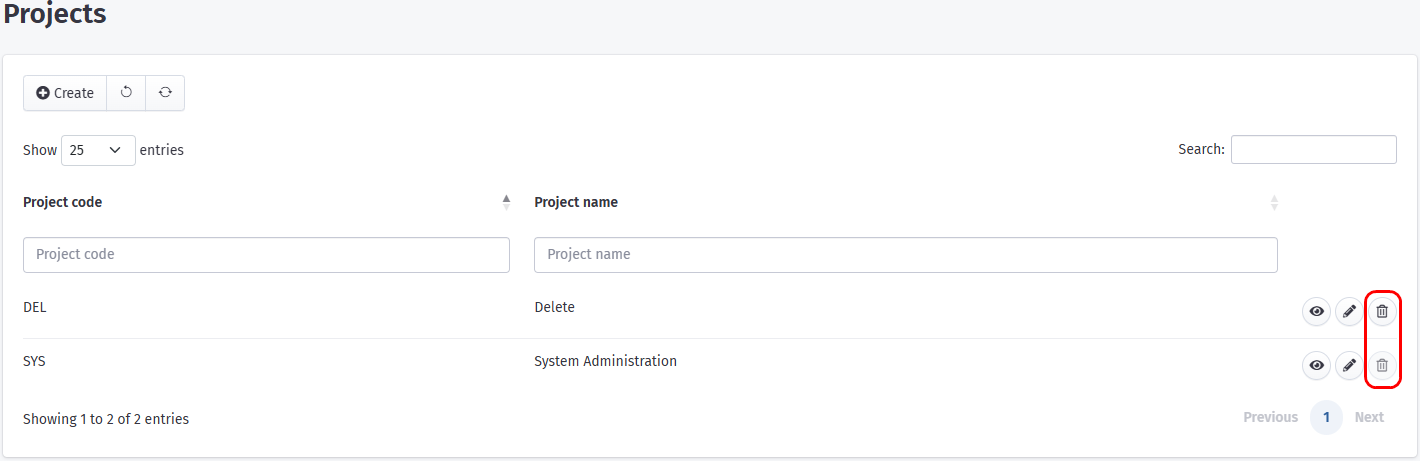 Projects
Create
Show 25 entries
Search:
Project code
Project name
Project code
Project name
DEL
Delete
SYS
System Administration
Showing 1 to 2 of 2 entries
Previous 1 Next